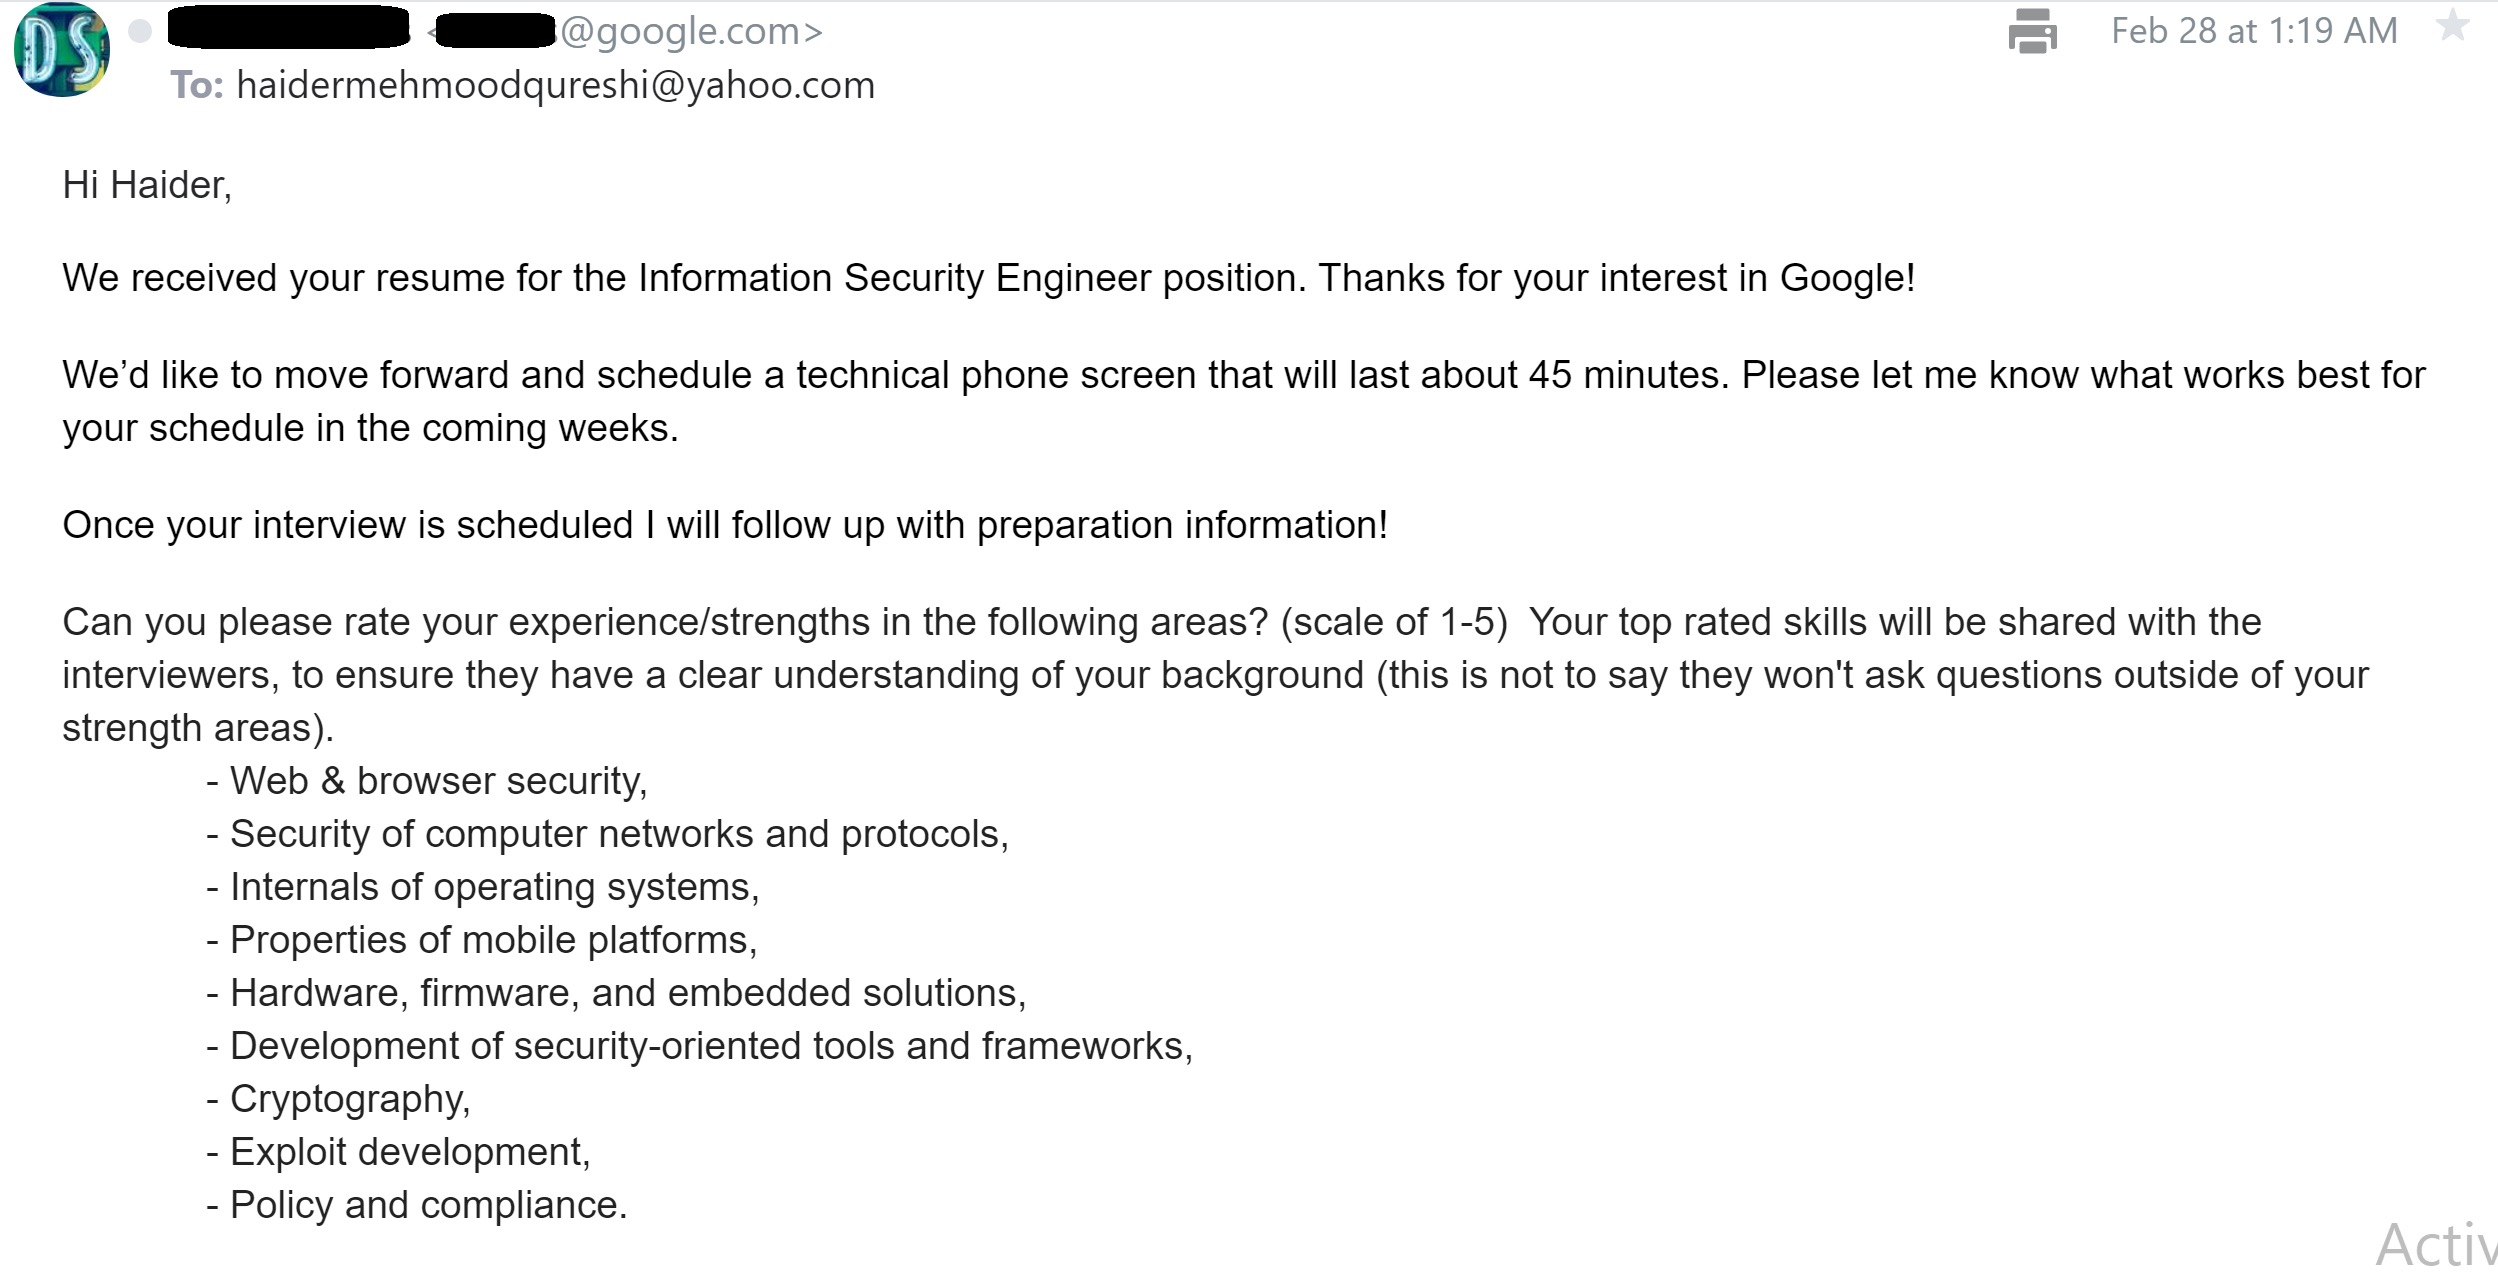 DS
<@google.com>
Feb 28 at 1:19 AM
To: haidermehmoodqureshi@yahoo.com
Hi Haider,
We received your resume for the Information Security Engineer position. Thanks for your interest in Google!
We’d like to move forward and schedule a technical phone screen that will last about 45 minutes. Please let me know what works best for
your schedule in the coming weeks.
Once your interview is scheduled I will follow up with preparation information!
Can you please rate your experience/strengths in the following areas? (scale of 1-5)  Your top rated skills will be shared with the
interviewers, to ensure they have a clear understanding of your background (this is not to say they won't ask questions outside of your
strength areas).
- Web & browser security,
- Security of computer networks and protocols,
- Internals of operating systems,
- Properties of mobile platforms,
- Hardware, firmware, and embedded solutions,
- Development of security-oriented tools and frameworks,
- Cryptography,
- Exploit development,
- Policy and compliance.
Activ